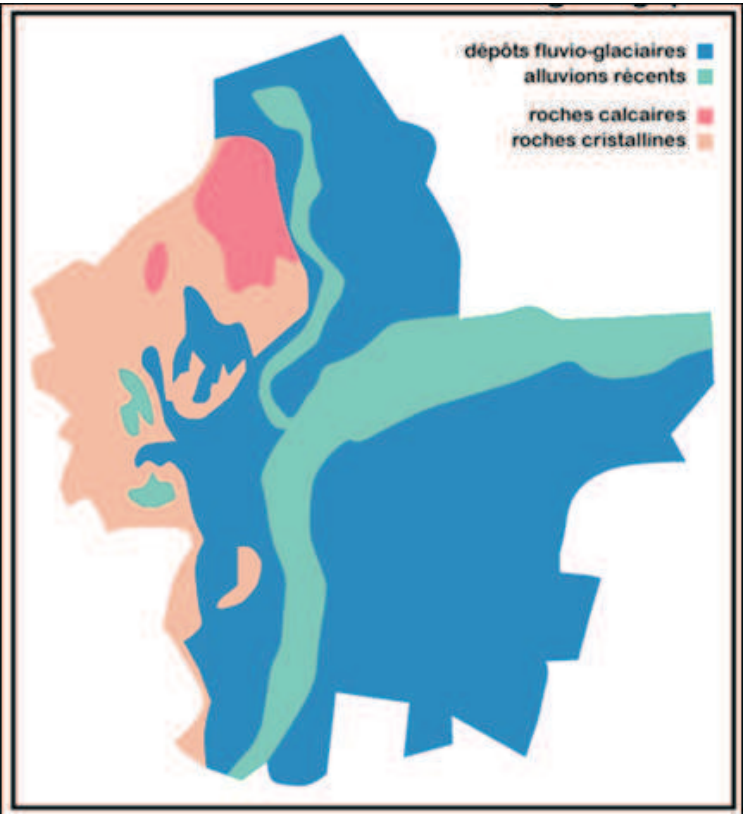 dépôts fluvio-glaciaires
alluvions récents
roches calcaires
roches cristallines